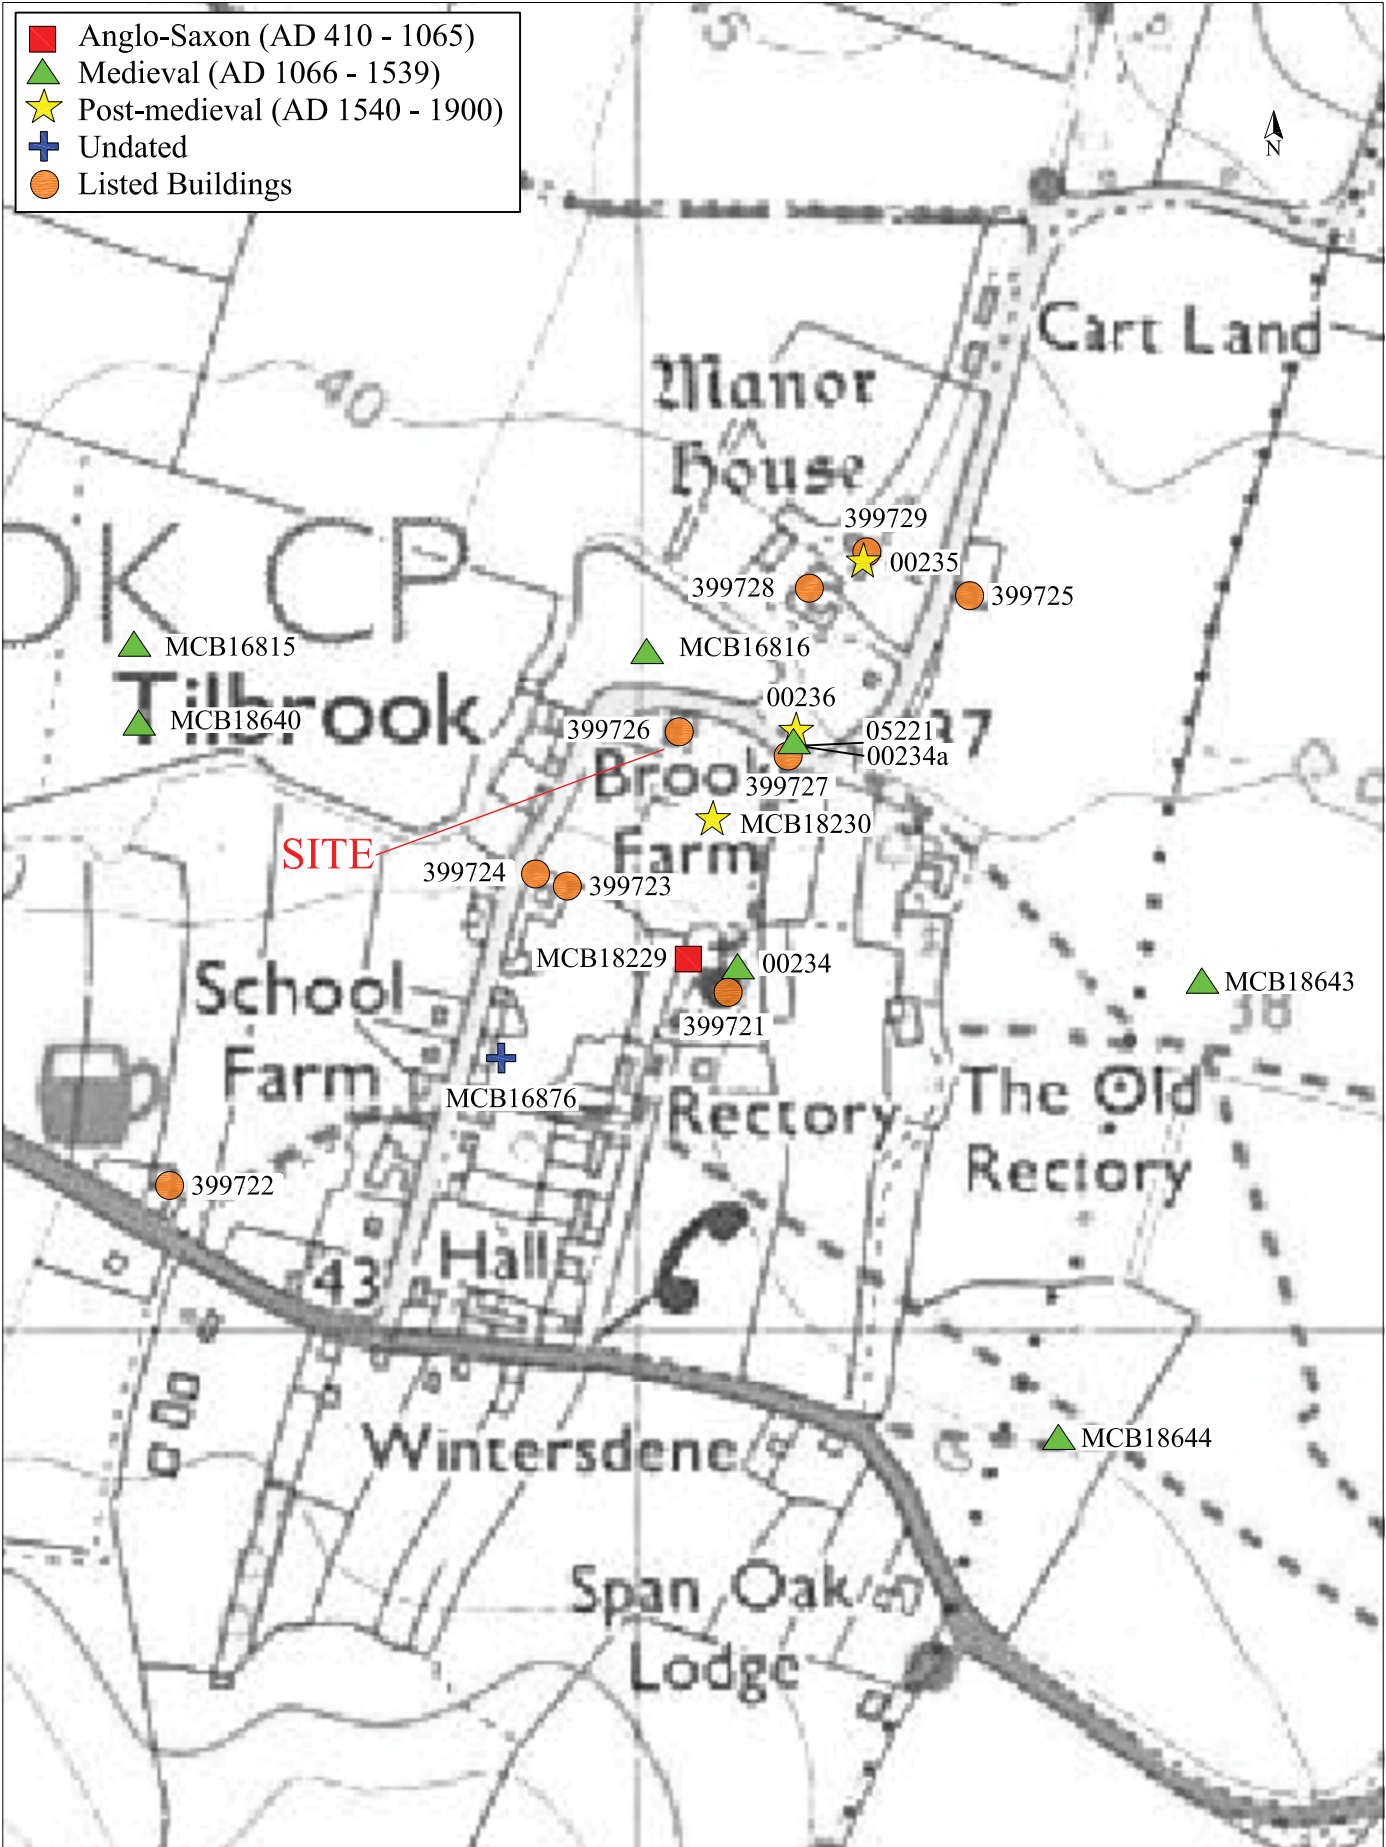 Anglo-Saxon (AD 410 - 1065)
Medieval (AD 1066 - 1539)
Post-medieval (AD 1540 - 1900)
Undated
Listed Buildings
N
Cart Land
40
Manor
House
399729
00235
399728
399725
OK CP
MCB16815
MCB16816
Tilbrook
MCB18640
00236
399726
05221
37
00234a
Brook
399727
MCB18230
SITE
Farm
399724
399723
MCB18229
00234
School
MCB18643
399721
38
Farm
MCB16876
The Old
Rectory
Rectory
399722
Hall
43
MCB18644
Wintersdene
Span Oak
Lodge